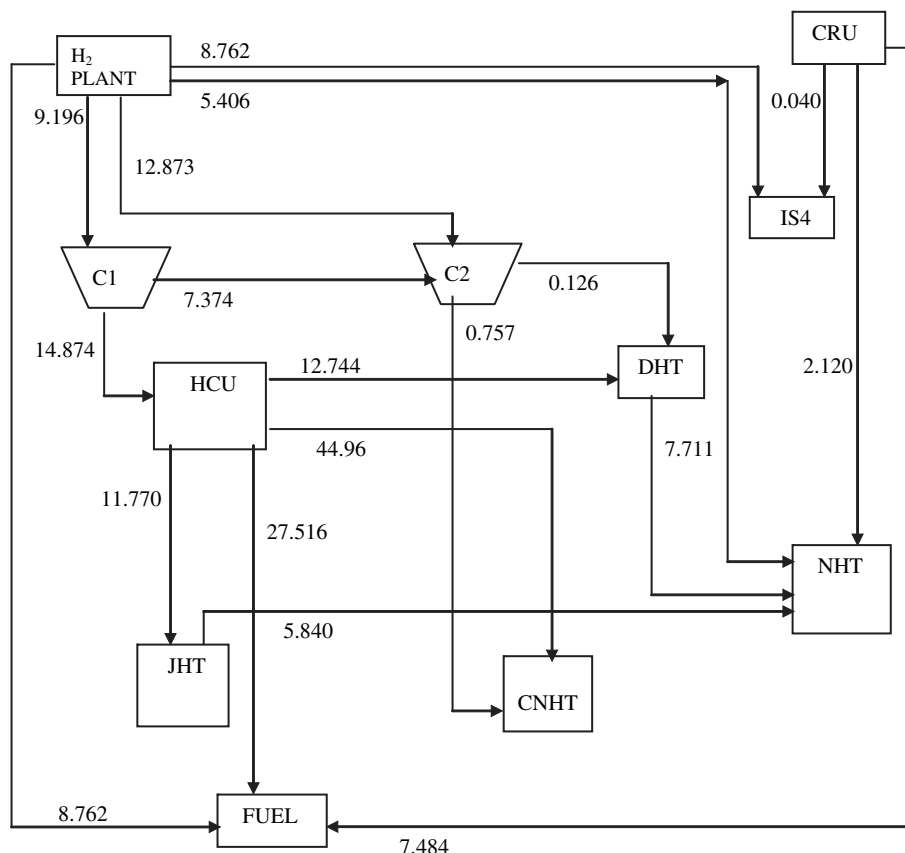 CRU
8.762
H₂
PLANT
5.406
0.040
9.196
12.873
IS4
C1
C2
7.374
0.126
0.757
14.874
HCU
12.744
DHT
2.120
44.96
7.711
11.770
27.516
NHT
5.840
JHT
CNHT
8.762
FUEL
7.484